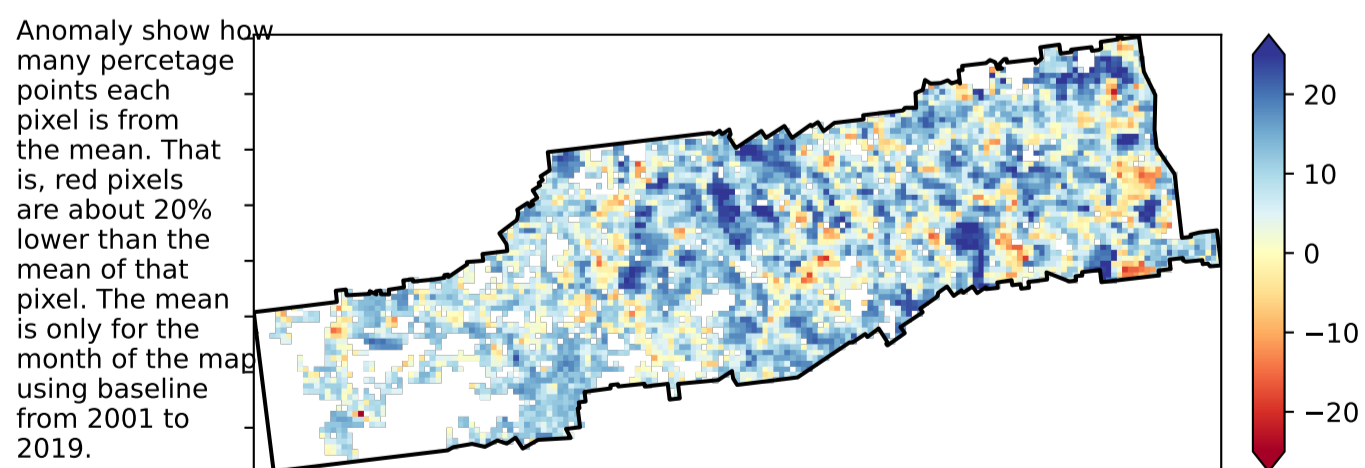 Anomaly show how
many percetage
points each
pixel is from
the mean. That
is, red pixels
are about 20%
lower than the
mean of that
pixel. The mean
is only for the
month of the map
using baseline
from 2001 to
2019.
20
10
0
−10
−20